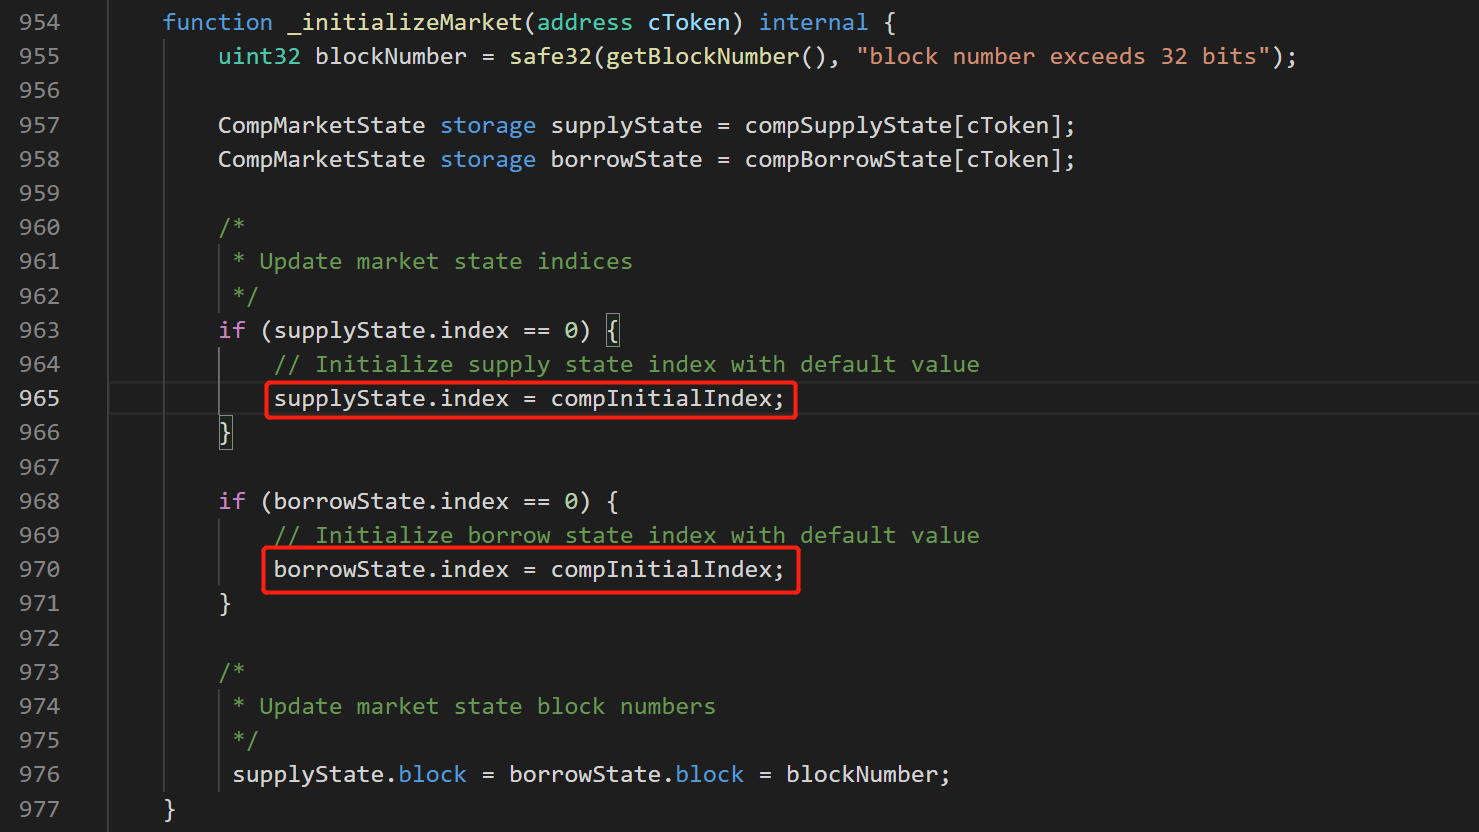 954 function _initializeMarket(address cToken) internal {
955 uint32 blockNumber = safe32(getBlockNumber(), "block number exceeds 32 bits");
956
957 CompMarketState storage supplyState = compSupplyState[cToken];
958 CompMarketState storage borrowState = compBorrowState[cToken];
959
960 /*
961 * Update market state indices
962 */
963 if (supplyState.index == 0) {
964 // Initialize supply state index with default value
965 supplyState.index = compInitialIndex;
966 }
967
968 if (borrowState.index == 0) {
969 // Initialize borrow state index with default value
970 borrowState.index = compInitialIndex;
971 }
972
973 /*
974 * Update market state block numbers
975 */
976 supplyState.block = borrowState.block = blockNumber;
977 }